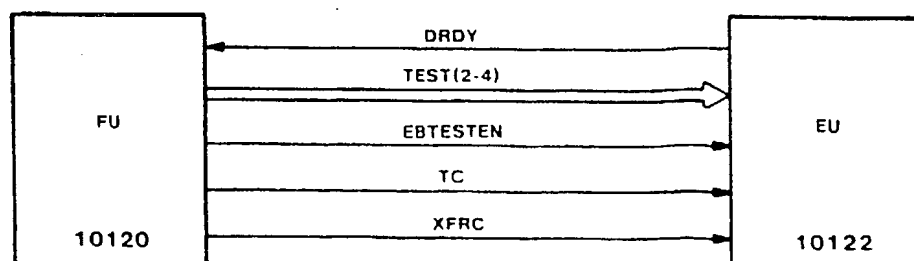 DRDY
TEST(2-4)
FU
EU
EBTESTEN
TC
XFRC
10120
10122